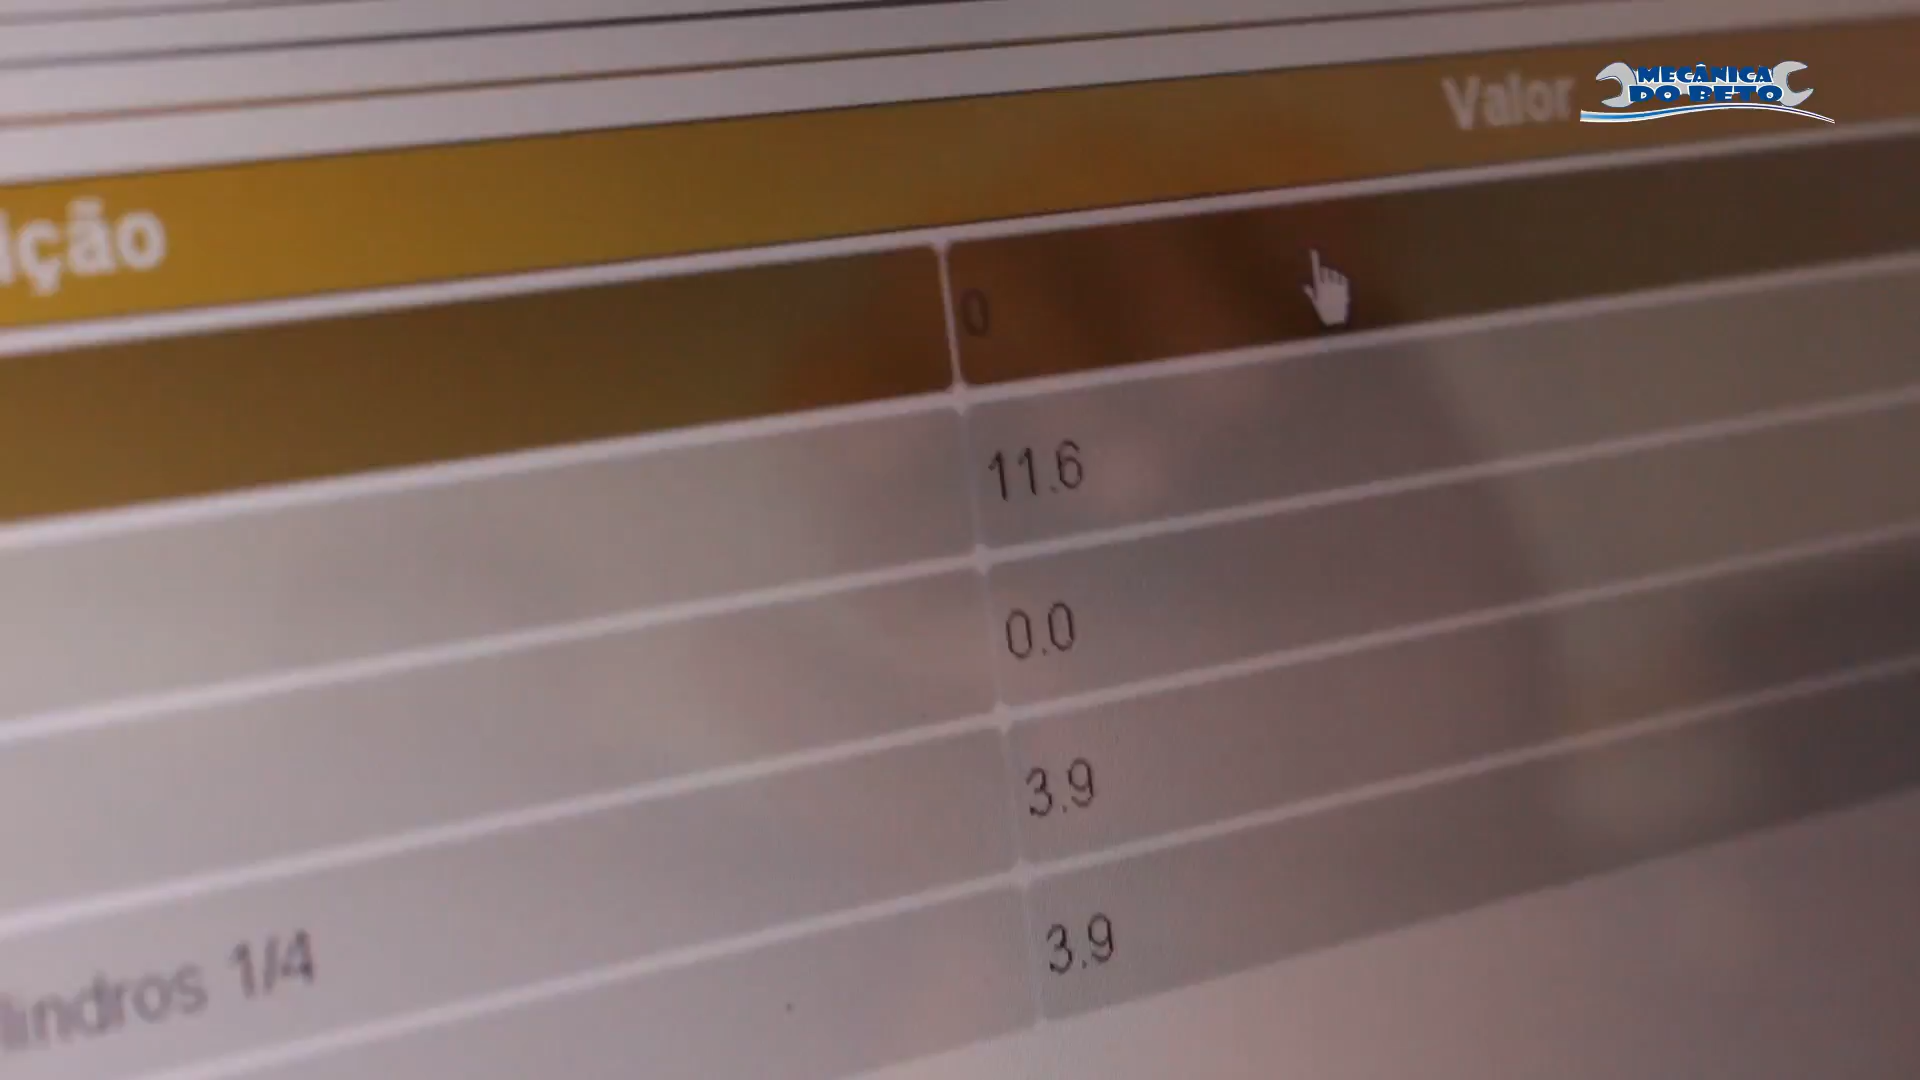 MECÂNICA
DO BETO
ição Valor
0
11.6
0.0
3.9
lindros 1/4 3.9